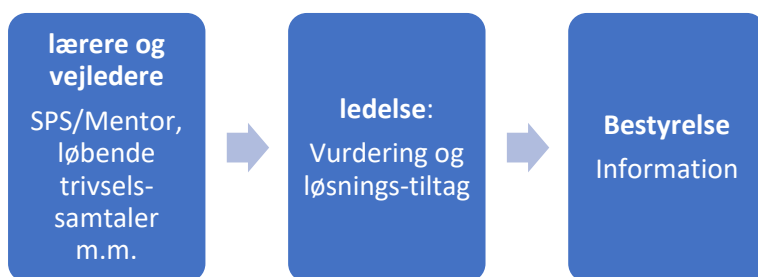 lærere og
vejledere
SPS/Mentor,
løbende
trivsels-
samtaler
m.m.
ledelse:
Vurdering og
løsnings-tiltag
Bestyrelse
Information